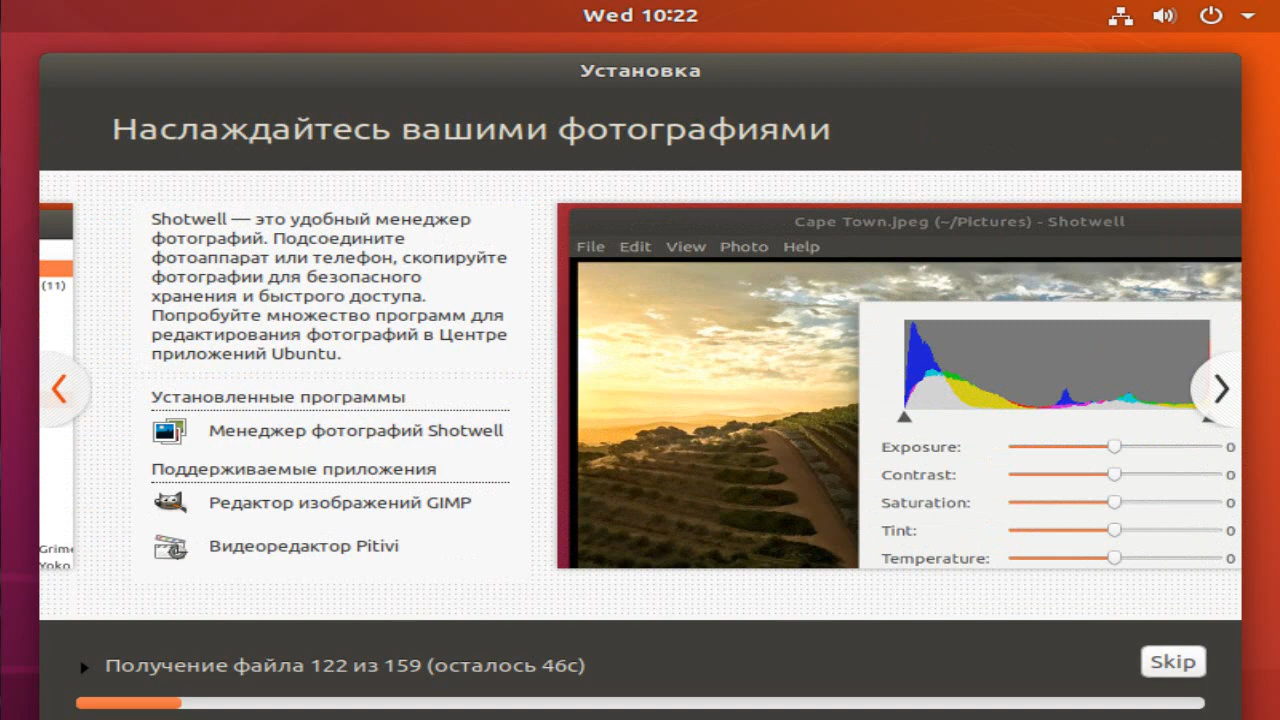 Wed 10:22
Установка
Наслаждайтесь вашими фотографиями
(11)
Grime
Yoko
Shotwell — это удобный менеджер
фотографий. Подсоедините
фотоаппарат или телефон, скопируйте
фотографии для безопасного
хранения и быстрого доступа.
Попробуйте множество программ для
редактирования фотографий в Центре
приложений Ubuntu.
Установленные программы
Менеджер фотографий Shotwell
Поддерживаемые приложения
Редактор изображений GIMP
Видеоредактор Pitivi
Cape Town.jpeg (~/Pictures) - Shotwell
File Edit View Photo Help
Exposure: 0
Contrast: 0
Saturation: 0
Tint: 0
Temperature: 0
Получение файла 122 из 159 (осталось 46с)
Skip